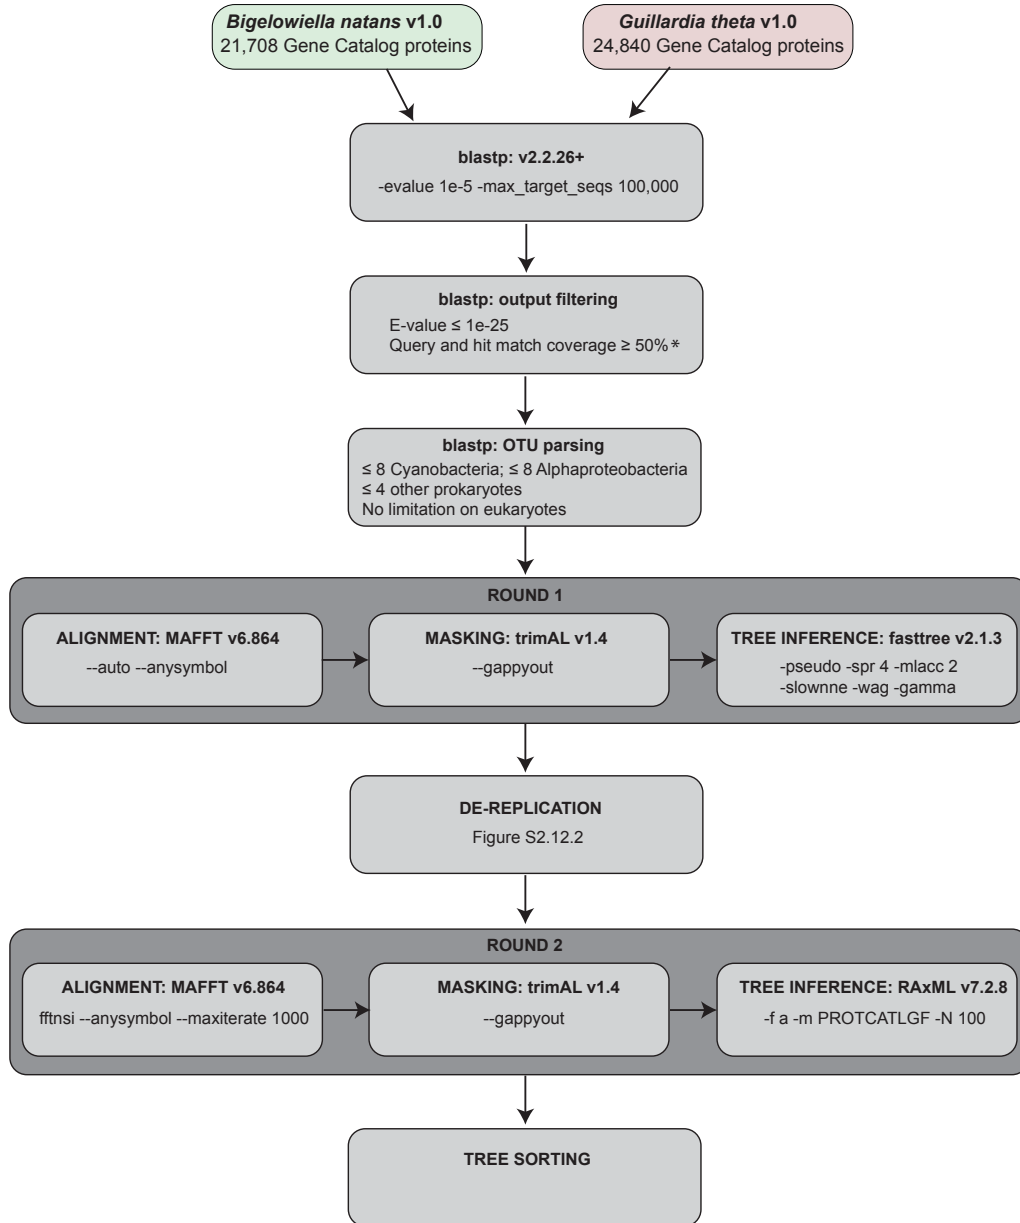 Bigelowiella natans v1.0
21,708 Gene Catalog proteins
Guillardia theta v1.0
24,840 Gene Catalog proteins
blastp: v2.2.26+
-evalue 1e-5 -max_target_seqs 100,000
blastp: output filtering
E-value ≤ 1e-25
Query and hit match coverage ≥ 50% *
blastp: OTU parsing
≤ 8 Cyanobacteria; ≤ 8 Alphaproteobacteria
≤ 4 other prokaryotes
No limitation on eukaryotes
ROUND 1
ALIGNMENT: MAFFT v6.864
--auto --anysymbol
MASKING: trimAL v1.4
--gappyout
TREE INFERENCE: fasttree v2.1.3
-pseudo -spr 4 -mlacc 2
-slownne -wag -gamma
DE-REPLICATION
Figure S2.12.2
ROUND 2
ALIGNMENT: MAFFT v6.864
fftnsi --anysymbol --maxiterate 1000
MASKING: trimAL v1.4
--gappyout
TREE INFERENCE: RAxML v7.2.8
-f a -m PROTCATLGF -N 100
TREE SORTING